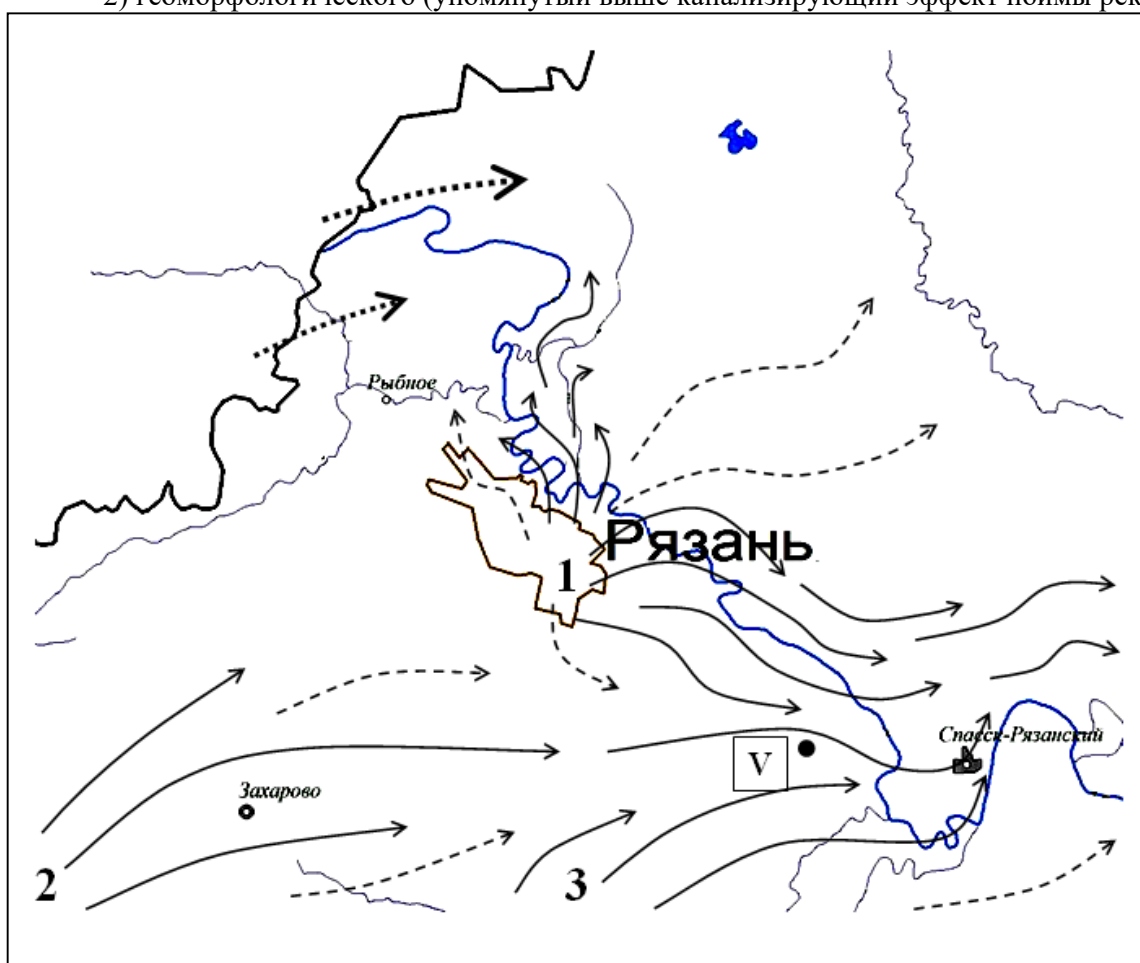 2) геоморфологического (упомянутый выше канализирующий эффект поймы рек
Рыбное
Рязань
1
Спасск-Рязанский
V
Захарово
2
3